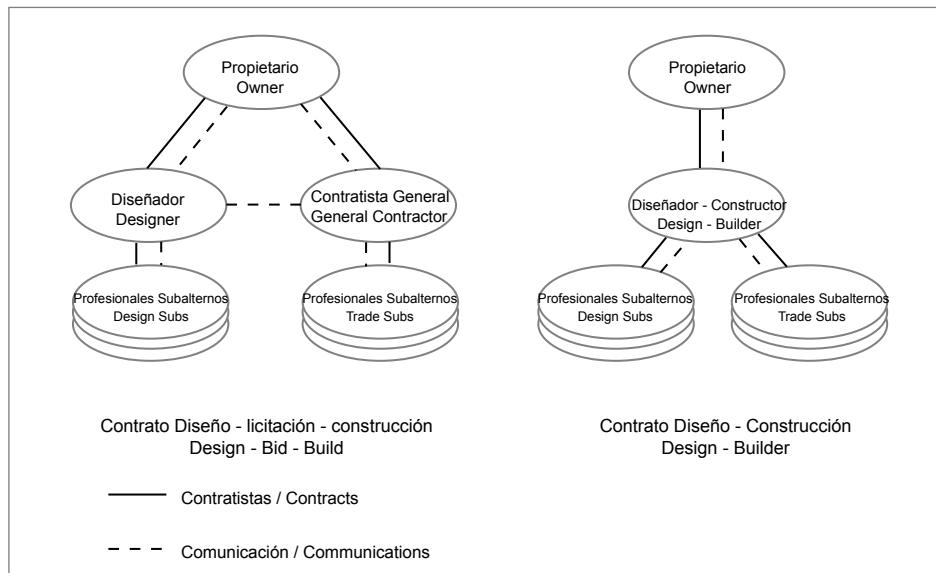 Propietario
Owner
Diseñador
Designer
Contratista General
General Contractor
Profesionales Subalternos
Design Subs
Profesionales Subalternos
Trade Subs
Contrato Diseño - licitación - construcción
Design - Bid - Build
Propietario
Owner
Diseñador - Constructor
Design - Builder
Profesionales Subalternos
Design Subs
Profesionales Subalternos
Trade Subs
Contrato Diseño - Construcción
Design - Builder
Contratistas / Contracts
Comunicación / Communications